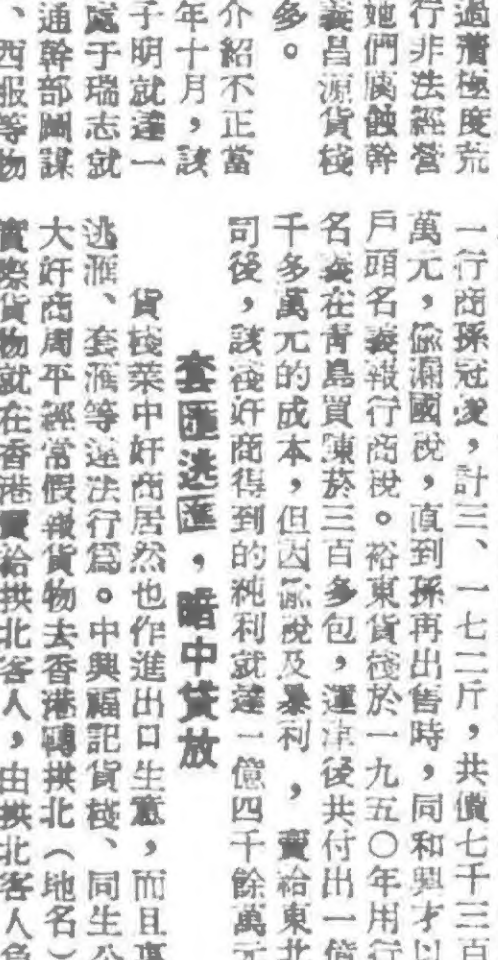 過着極度荒
行非法經營
她們腐蝕幹
義昌源貨棧
多。
介紹不正當
年十月，該
子明就達一
處于瑞志就
通幹部圖謀
、西服等物
一行商孫冠凌，計三、一七二斤，共價七千三百
萬元，偷漏國稅，直到孫再出售時，同和興才以
戶頭名義報行商稅。裕東貨棧於一九五〇年用行
名義在青島買陳菸三百多包，運津後共付出一億
千多萬元的成本，但因偷稅及暴利，賣給東北
司後，該棧奸商得到的純利就達一億四千餘萬元
套匯逃匯，暗中貸放
貨棧業中奸商居然也作進出口生意，而且專
逃滙、套滙等違法行爲。中興福記貨棧、同生公
大奸商周平經常假報貨物去香港轉拱北（地名）
實際貨物就在香港賣給拱北客人，由拱北客人負